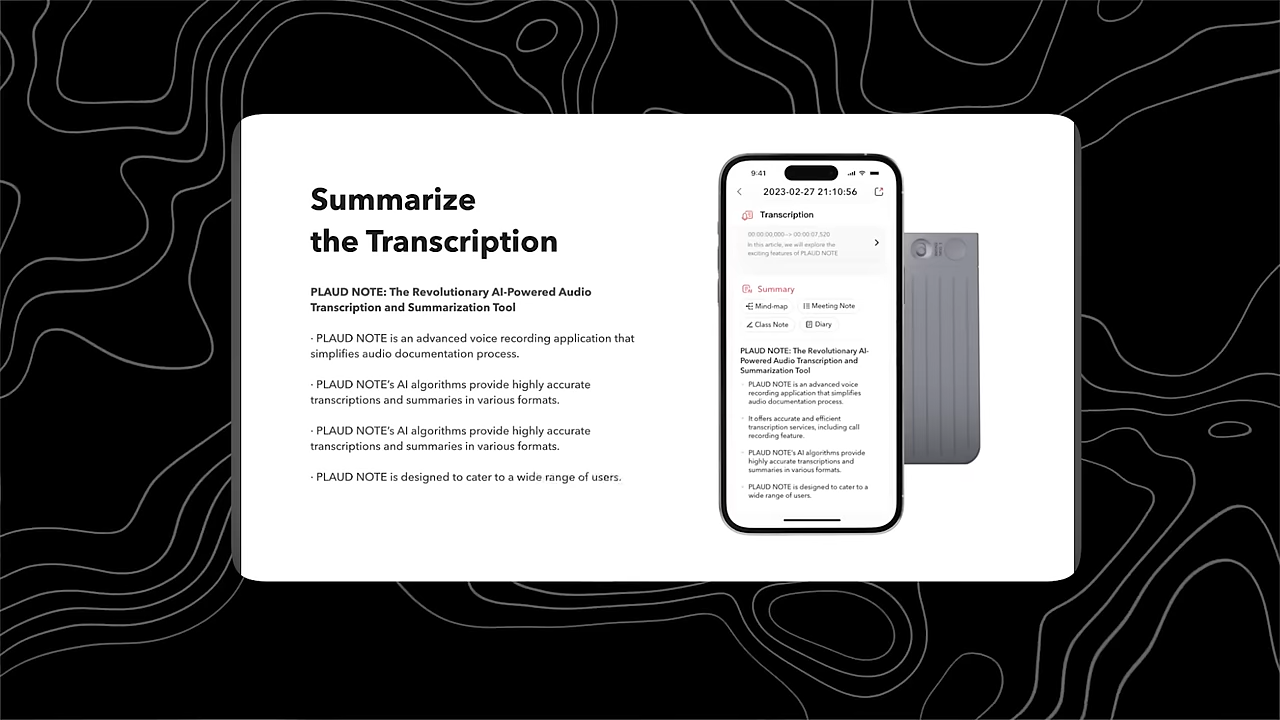 Summarize
the Transcription
PLAUD NOTE: The Revolutionary AI-Powered Audio
Transcription and Summarization Tool
· PLAUD NOTE is an advanced voice recording application that
simplifies audio documentation process.
· PLAUD NOTE's AI algorithms provide highly accurate
transcriptions and summaries in various formats.
· PLAUD NOTE's AI algorithms provide highly accurate
transcriptions and summaries in various formats.
· PLAUD NOTE is designed to cater to a wide range of users.
9:41
2023-02-27 21:10:56
Transcription
00:00:00,000--> 00:00:07,520
In this article, we will explore the
exciting features of PLAUD NOTE
Summary
Mind-map Meeting Note
Class Note Diary
PLAUD NOTE: The Revolutionary AI-
Powered Audio Transcription and
Summarization Tool
· PLAUD NOTE is an advanced voice
recording application that simplifies
audio documentation process.
· It offers accurate and efficient
transcription services, including call
recording feature.
· PLAUD NOTE's AI algorithms provide
highly accurate transcriptions and
summaries in various formats.
· PLAUD NOTE is designed to cater to a
wide range of users.